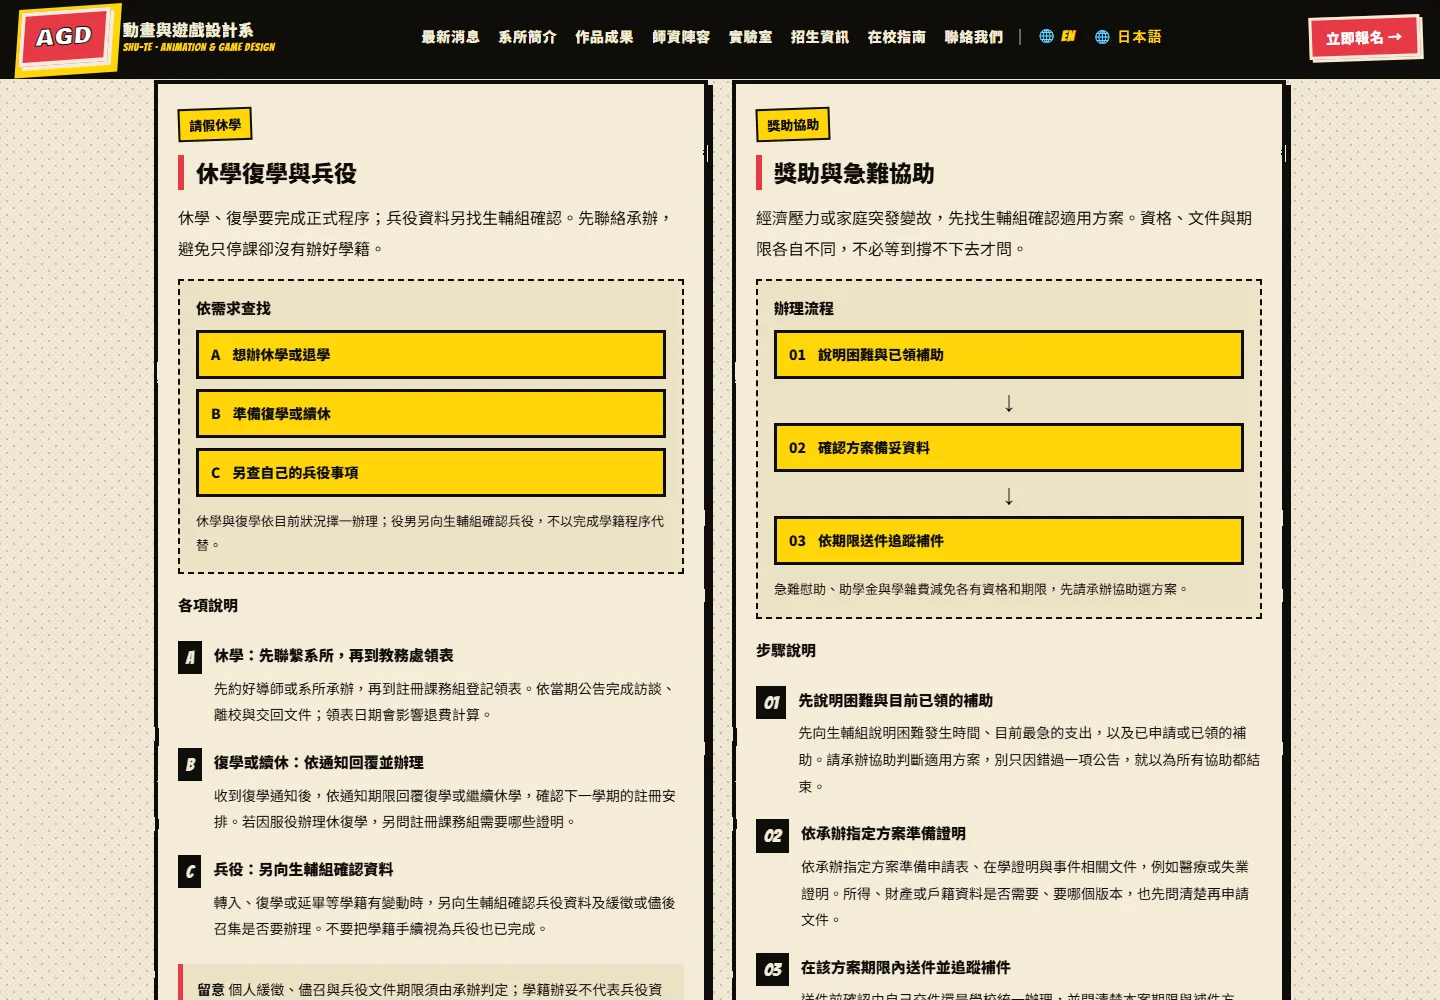 AGD
動畫與遊戲設計系
SHU-TE · ANIMATION & GAME DESIGN
最新消息 系所簡介 作品成果 師資陣容 實驗室 招生資訊 在校指南 聯絡我們 | EN 日本語
立即報名 →
請假休學
休學復學與兵役
休學、復學要完成正式程序；兵役資料另找生輔組確認。先聯絡承辦，
避免只停課卻沒有辦好學籍。
依需求查找
A 想辦休學或退學
B 準備復學或續休
C 另查自己的兵役事項
休學與復學依目前狀況擇一辦理；役男另向生輔組確認兵役，不以完成學籍程序代
替。
各項說明
A 休學：先聯繫系所，再到教務處領表
先約好導師或系所承辦，再到註冊課務組登記領表。依當期公告完成訪談、
離校與交回文件；領表日期會影響退費計算。
B 復學或續休：依通知回覆並辦理
收到復學通知後，依通知期限回覆復學或繼續休學，確認下一學期的註冊安
排。若因服役辦理休復學，另問註冊課務組需要哪些證明。
C 兵役：另向生輔組確認資料
轉入、復學或延畢等學籍有變動時，另向生輔組確認兵役資料及緩徵或儘後
召集是否要辦理。不要把學籍手續視為兵役也已完成。
留意 個人緩徵、儘召與兵役文件期限須由承辦判定；學籍辦妥不代表兵役資
獎助協助
獎助與急難協助
經濟壓力或家庭突發變故，先找生輔組確認適用方案。資格、文件與期
限各自不同，不必等到撐不下去才問。
辦理流程
01 說明困難與已領補助
↓
02 確認方案備妥資料
↓
03 依期限送件追蹤補件
急難慰助、助學金與學雜費減免各有資格和期限，先請承辦協助選方案。
步驟說明
01 先說明困難與目前已領的補助
先向生輔組說明困難發生時間、目前最急的支出，以及已申請或已領的補
助。請承辦協助判斷適用方案，別只因錯過一項公告，就以為所有協助都結
束。
02 依承辦指定方案準備證明
依承辦指定方案準備申請表、在學證明與事件相關文件，例如醫療或失業
證明。所得、財產或戶籍資料是否需要、要哪個版本，也先問清楚再申請
文件。
03 在該方案期限內送件並追蹤補件
送件前確認由自己交件還是學校統一辦理，並問清楚本案期限與補件方